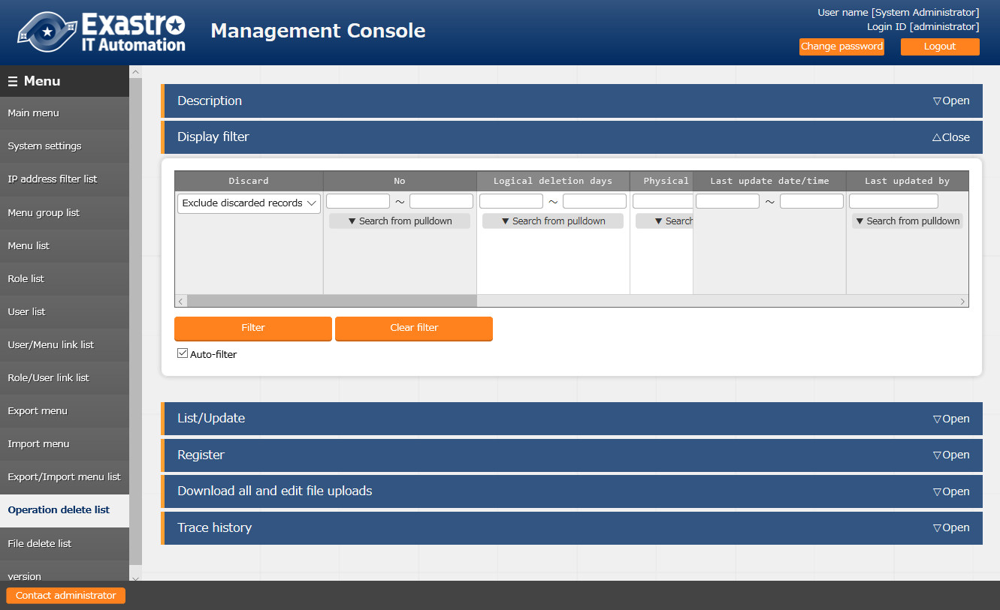 Exastro
IT Automation
Management Console
User name [System Administrator]
Login ID [administrator]
Change password
Logout
☰ Menu
Main menu
System settings
IP address filter list
Menu group list
Menu list
Role list
User list
User/Menu link list
Role/User link list
Export menu
Import menu
Export/Import menu list
Operation delete list
File delete list
version
Contact administrator
Description ▽Open
Display filter △Close
Discard No Logical deletion days Physical Last update date/time Last updated by
Exclude discarded records ~ ~ ~
▼ Search from pulldown ▼ Search from pulldown ▼ Search ▼ Search from pulldown
Filter Clear filter
Auto-filter
List/Update ▽Open
Register ▽Open
Download all and edit file uploads ▽Open
Trace history ▽Open